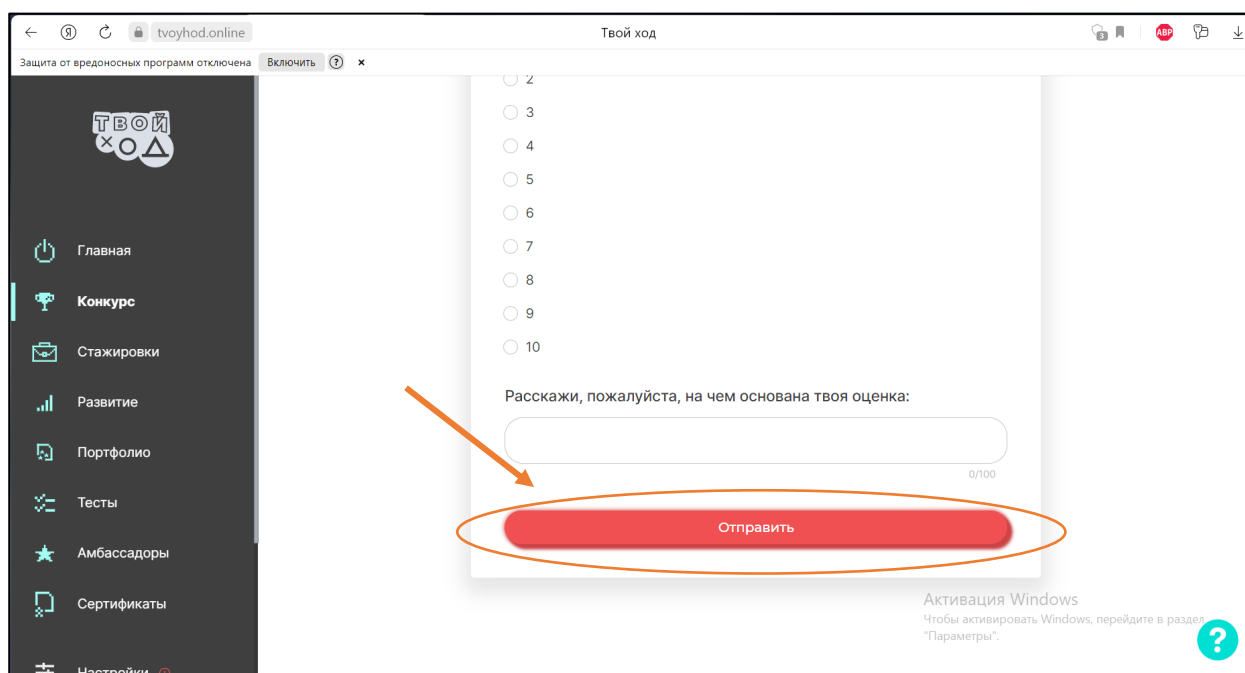 tvoyhod.online
Твой ход
3
ABP
Защита от вредоносных программ отключена Включить ? ×
ТВОЙ
ХОД
Главная
Конкурс
Стажировки
Развитие
Портфолио
Тесты
Амбассадоры
Сертификаты
Настройки
2
3
4
5
6
7
8
9
10
Расскажи, пожалуйста, на чем основана твоя оценка:
0/100
Отправить
Активация Windows
Чтобы активировать Windows, перейдите в раздел
"Параметры".
?